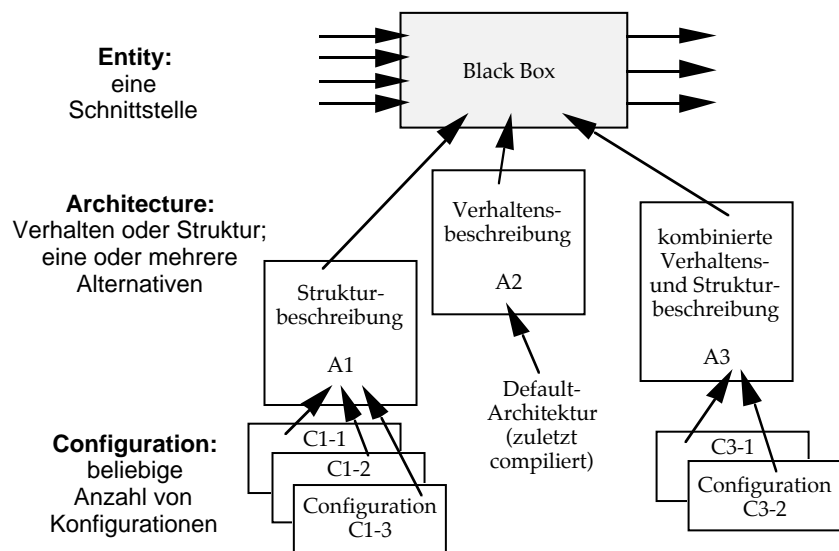 Entity:
eine
Schnittstelle
Black Box
Architecture:
Verhalten oder Struktur;
eine oder mehrere
Alternativen
Struktur-
beschreibung
A1
Verhaltens-
beschreibung
A2
kombinierte
Verhaltens-
und Struktur-
beschreibung
A3
Default-
Architektur
(zuletzt
compiliert)
Configuration:
beliebige
Anzahl von
Konfigurationen
C1-1
C1-2
Configuration
C1-3
C3-1
Configuration
C3-2